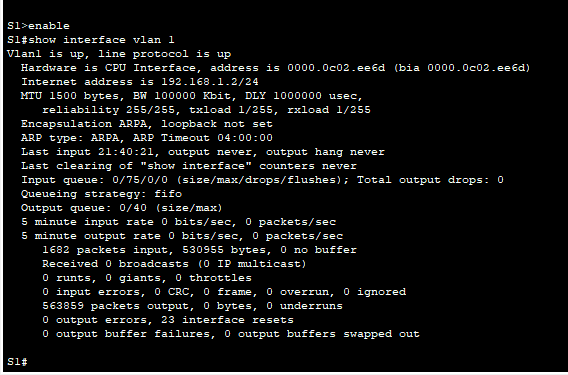 S1>enable
S1#show interface vlan 1
Vlan1 is up, line protocol is up
Hardware is CPU Interface, address is 0000.0c02.ee6d (bia 0000.0c02.ee6d)
Internet address is 192.168.1.2/24
MTU 1500 bytes, BW 100000 Kbit, DLY 1000000 usec,
reliability 255/255, txload 1/255, rxload 1/255
Encapsulation ARPA, loopback not set
ARP type: ARPA, ARP Timeout 04:00:00
Last input 21:40:21, output never, output hang never
Last clearing of "show interface" counters never
Input queue: 0/75/0/0 (size/max/drops/flushes); Total output drops: 0
Queueing strategy: fifo
Output queue: 0/40 (size/max)
5 minute input rate 0 bits/sec, 0 packets/sec
5 minute output rate 0 bits/sec, 0 packets/sec
1682 packets input, 530955 bytes, 0 no buffer
Received 0 broadcasts (0 IP multicast)
0 runts, 0 giants, 0 throttles
0 input errors, 0 CRC, 0 frame, 0 overrun, 0 ignored
563859 packets output, 0 bytes, 0 underruns
0 output errors, 23 interface resets
0 output buffer failures, 0 output buffers swapped out
S1#